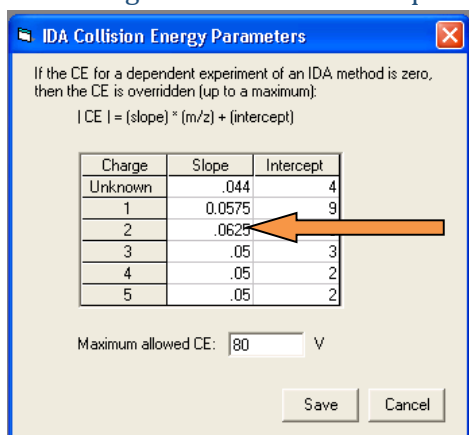 IDA Collision Energy Parameters
If the CE for a dependent experiment of an IDA method is zero,
then the CE is overridden (up to a maximum):
| CE | = (slope) * (m/z) + (intercept)
Charge Slope Intercept
Unknown .044 4
1 0.0575 9
2 .0625
3 .05 3
4 .05 2
5 .05 2
Maximum allowed CE: 80 V
Save Cancel